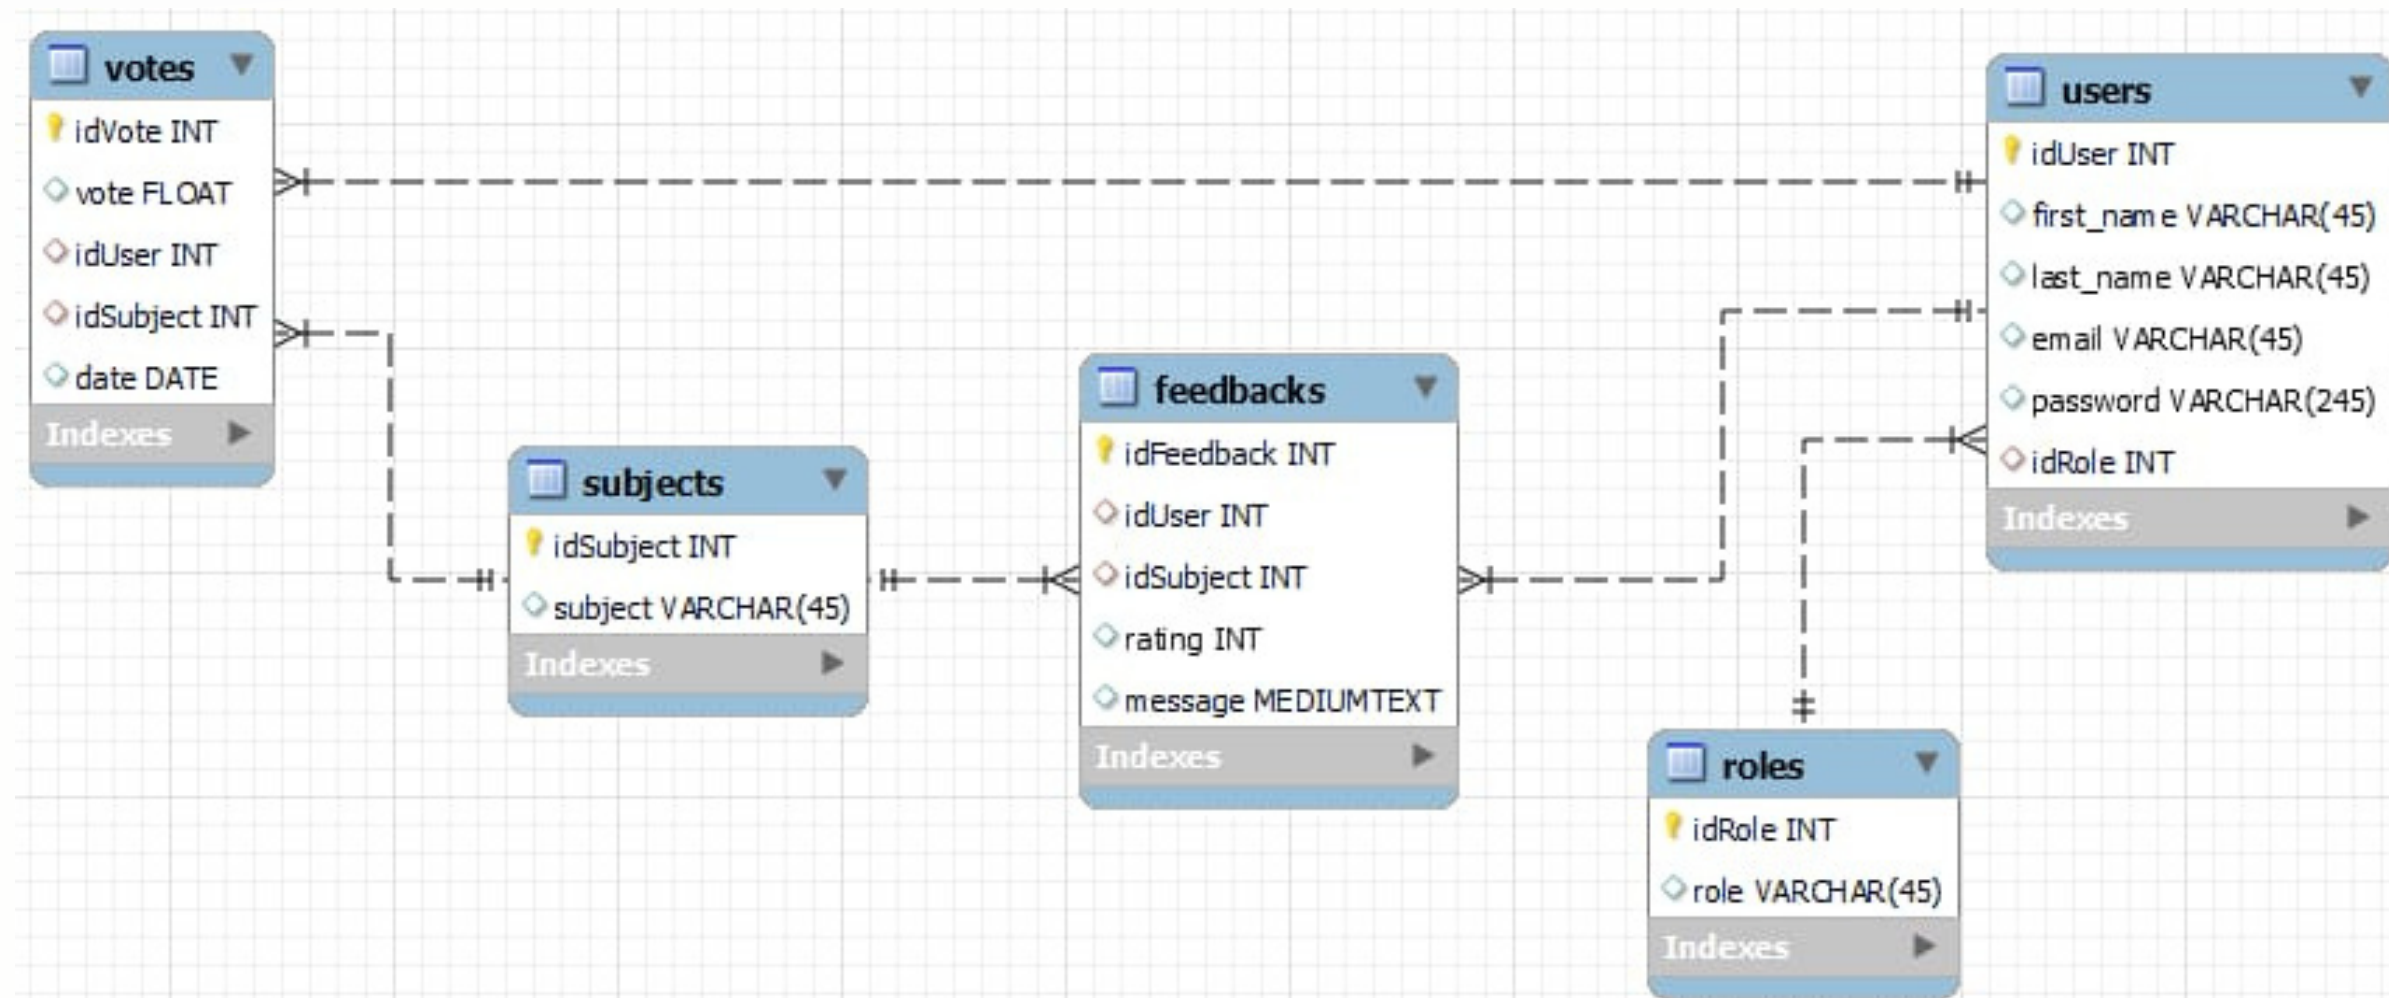 votes
idVote INT
vote FLOAT
idUser INT
idSubject INT
date DATE
Indexes
subjects
idSubject INT
subject VARCHAR(45)
Indexes
feedbacks
idFeedback INT
idUser INT
idSubject INT
rating INT
message MEDIUMTEXT
Indexes
users
idUser INT
first_name VARCHAR(45)
last_name VARCHAR(45)
email VARCHAR(45)
password VARCHAR(245)
idRole INT
Indexes
roles
idRole INT
role VARCHAR(45)
Indexes